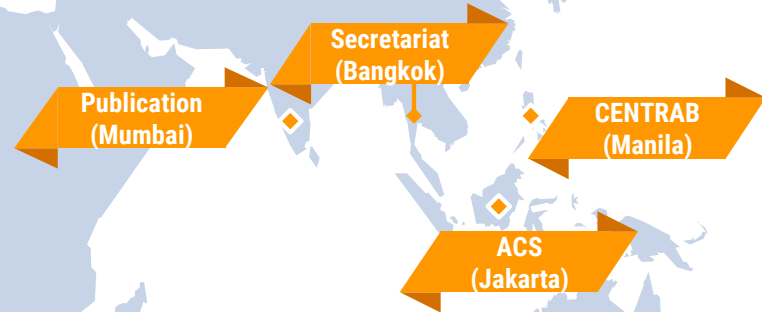 Secretariat
(Bangkok)
Publication
(Mumbai)
CENTRAB
(Manila)
ACS
(Jakarta)